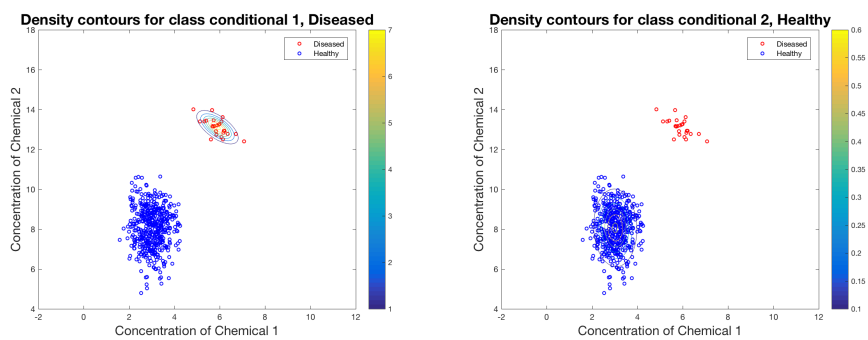 Density contours for class conditional 1, Diseased
18
16
14
12
10
8
6
4
-2 0 2 4 6 8 10 12
Concentration of Chemical 2
Concentration of Chemical 1
Diseased
Healthy
7
6
5
4
3
2
1
Density contours for class conditional 2, Healthy
18
16
14
12
10
8
6
4
-2 0 2 4 6 8 10 12
Concentration of Chemical 2
Concentration of Chemical 1
Diseased
Healthy
0.6
0.55
0.5
0.45
0.4
0.35
0.3
0.25
0.2
0.15
0.1